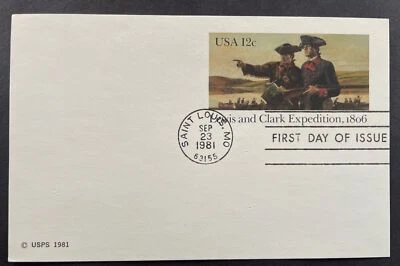 USA 12c
Lewis and Clark Expedition, 1806
SAINT LOUIS, MO
SEP
23
1981
63155
FIRST DAY OF ISSUE
© USPS 1981